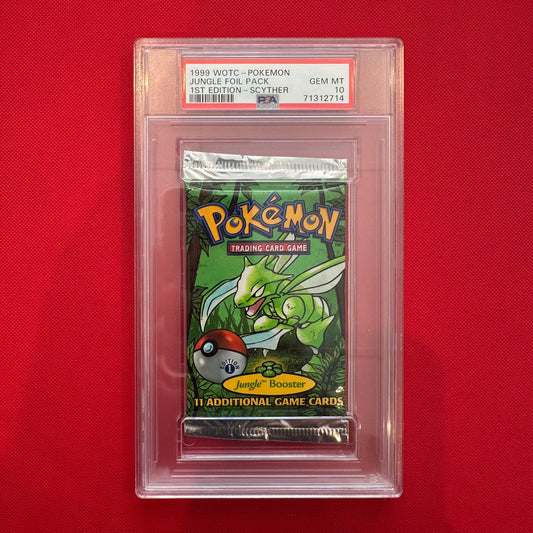 1999 WOTC-POKEMON
JUNGLE FOIL PACK GEM MT
1ST EDITION-SCYTHER 10
PSA 71312714
POKéMON
TRADING CARD GAME
EDITION
1
Jungle™ Booster
11 ADDITIONAL GAME CARDS